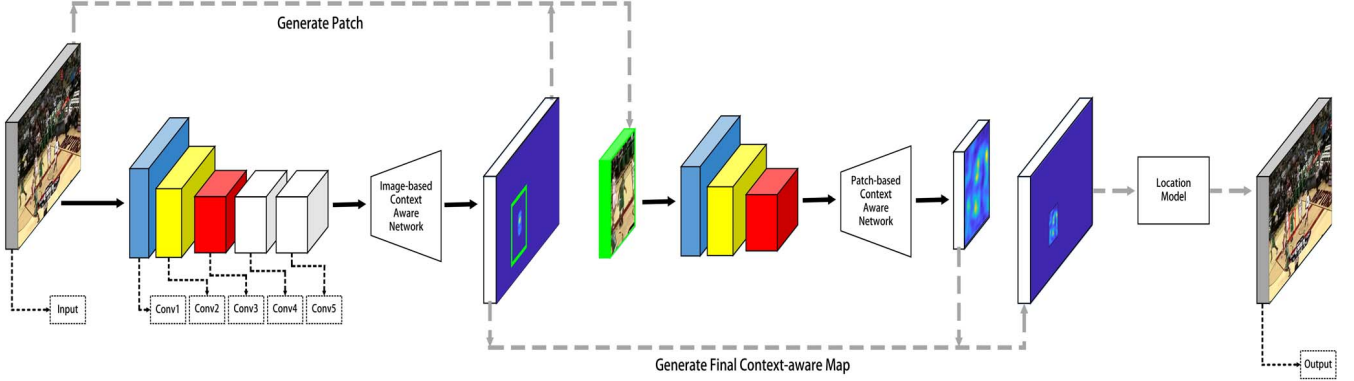 Generate Patch
Image-based
Context
Aware
Network
Patch-based
Context
Aware
Network
Location
Model
Input
Conv1
Conv2
Conv3
Conv4
Conv5
Generate Final Context-aware Map
Output